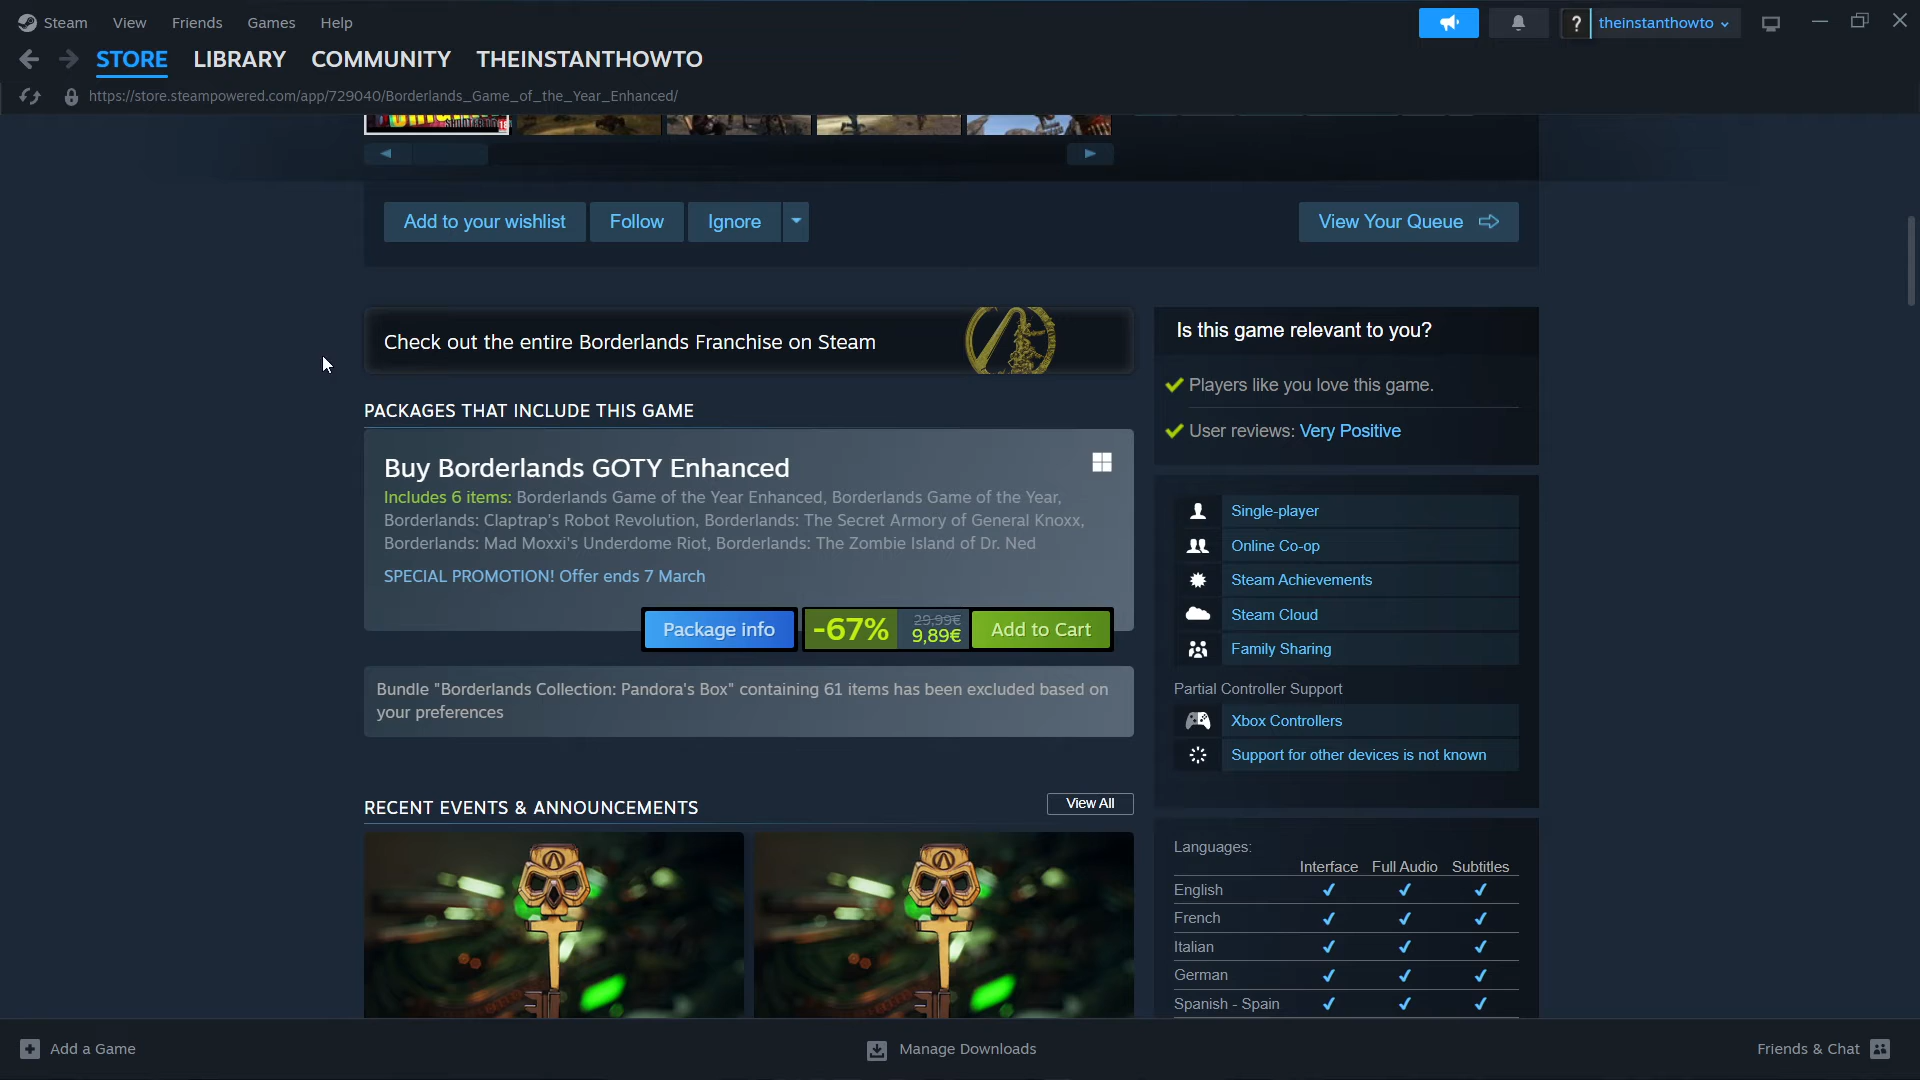 Steam View Friends Games Help
? theinstanthowto
STORE LIBRARY COMMUNITY THEINSTANTHOWTO
https://store.steampowered.com/app/729040/Borderlands_Game_of_the_Year_Enhanced/
Add to your wishlist Follow Ignore View Your Queue
Check out the entire Borderlands Franchise on Steam
PACKAGES THAT INCLUDE THIS GAME
Buy Borderlands GOTY Enhanced
Includes 6 items: Borderlands Game of the Year Enhanced, Borderlands Game of the Year,
Borderlands: Claptrap's Robot Revolution, Borderlands: The Secret Armory of General Knoxx,
Borderlands: Mad Moxxi's Underdome Riot, Borderlands: The Zombie Island of Dr. Ned
SPECIAL PROMOTION! Offer ends 7 March
Package info -67% 29,99€ 9,89€ Add to Cart
Bundle "Borderlands Collection: Pandora's Box" containing 61 items has been excluded based on
your preferences
RECENT EVENTS & ANNOUNCEMENTS View All
Is this game relevant to you?
Players like you love this game.
User reviews: Very Positive
Single-player
Online Co-op
Steam Achievements
Steam Cloud
Family Sharing
Partial Controller Support
Xbox Controllers
Support for other devices is not known
Languages:
Interface Full Audio Subtitles
English
French
Italian
German
Spanish - Spain
Add a Game Manage Downloads Friends & Chat